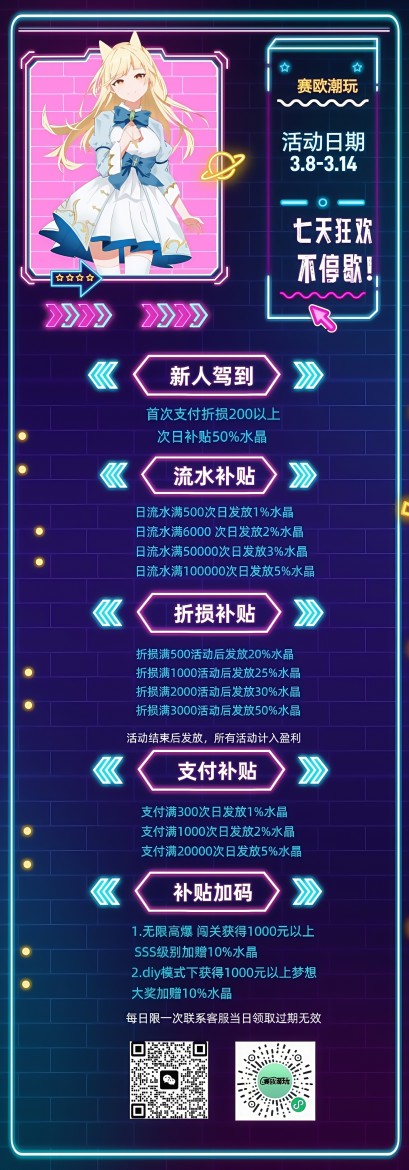 赛欧潮玩
活动日期
3.8-3.14
七天狂欢
不停歇!
新人驾到
首次支付折损200以上
次日补贴50%水晶
流水补贴
日流水满500次日发放1%水晶
日流水满6000 次日发放2%水晶
日流水满50000次日发放3%水晶
日流水满100000次日发放5%水晶
折损补贴
折损满500活动后发放20%水晶
折损满1000活动后发放25%水晶
折损满2000活动后发放30%水晶
折损满3000活动后发放50%水晶
活动结束后发放，所有活动计入盈利
支付补贴
支付满300次日发放1%水晶
支付满1000次日发放2%水晶
支付满20000次日发放5%水晶
补贴加码
1.无限高爆 闯关获得1000元以上
SSS级别加赠10%水晶
2.diy模式下获得1000元以上梦想
大奖加赠10%水晶
每日限一次联系客服当日领取过期无效
赛欧潮玩